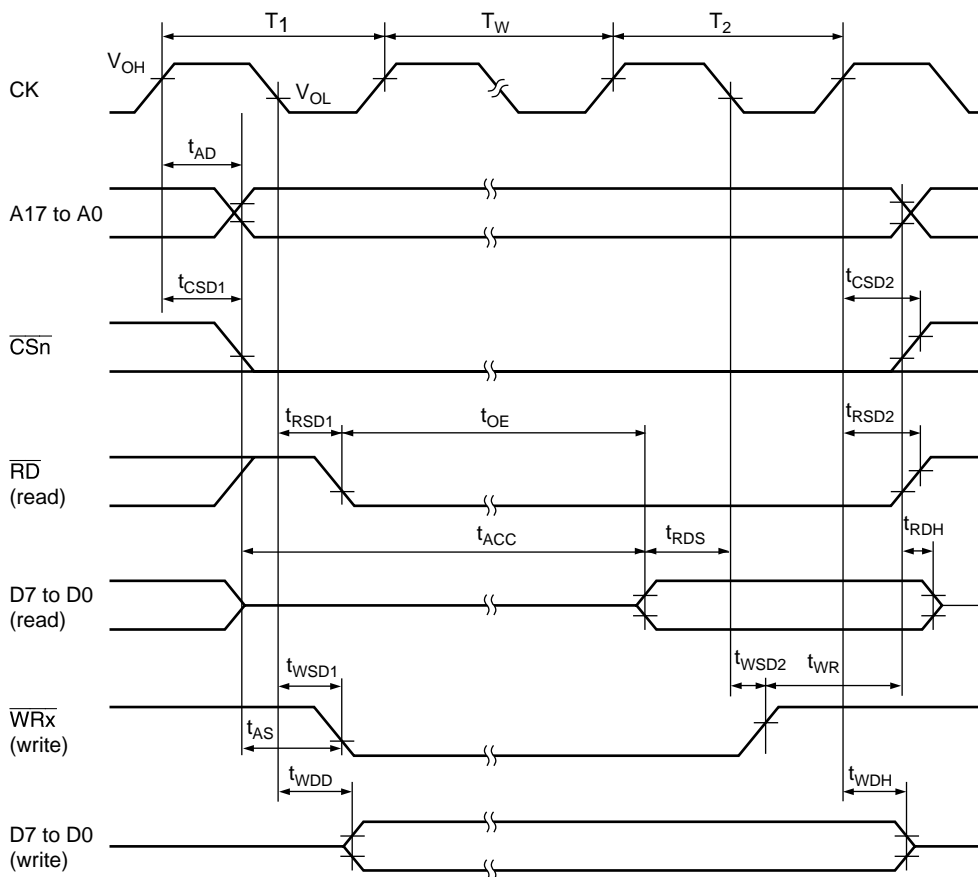 T1 TW T2
VOH
CK
VOL
tAD
A17 to A0
tCSD1 tCSD2
CSn
tRSD1 tOE tRSD2
RD
(read)
tACC tRDS tRDH
D7 to D0
(read)
tWSD1 tWSD2 tWR
WRx
(write)
tAS
tWDD tWDH
D7 to D0
(write)